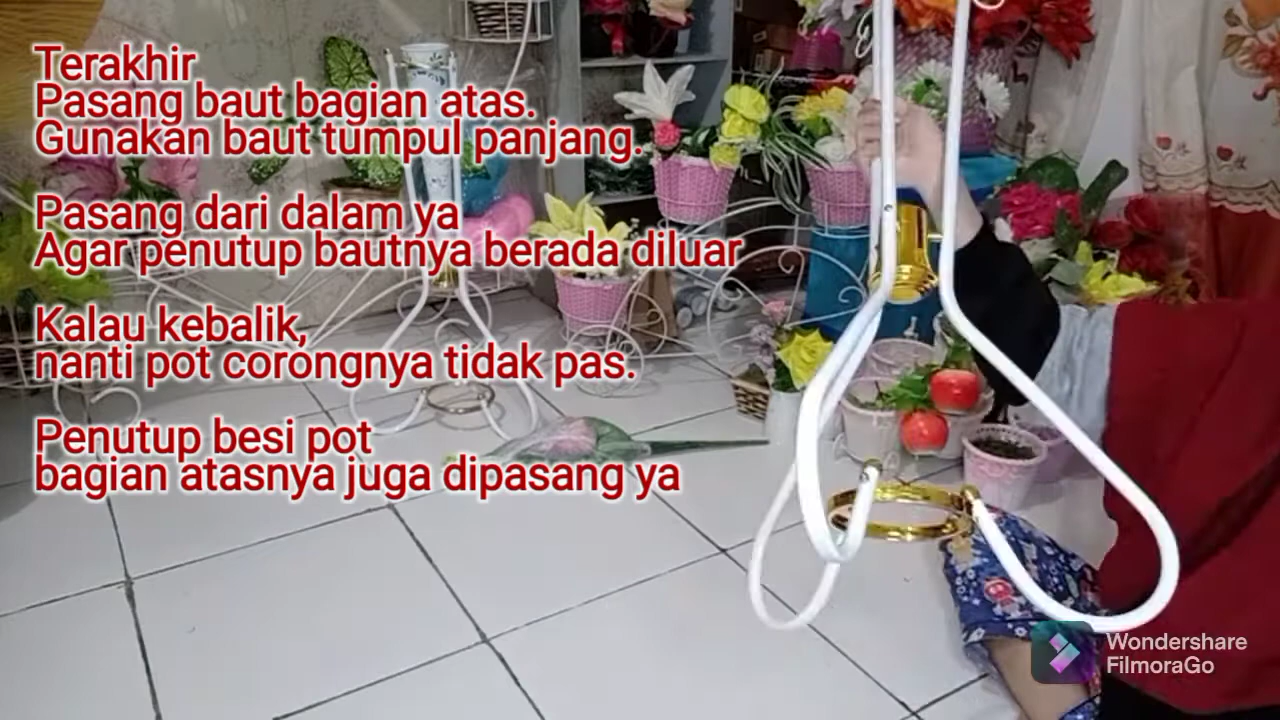 Terakhir
Pasang baut bagian atas.
Gunakan baut tumpul panjang.
Pasang dari dalam ya
Agar penutup bautnya berada diluar
Kalau kebalik,
nanti pot corongnya tidak pas.
Penutup besi pot
bagian atasnya juga dipasang ya
Wondershare
FilmoraGo